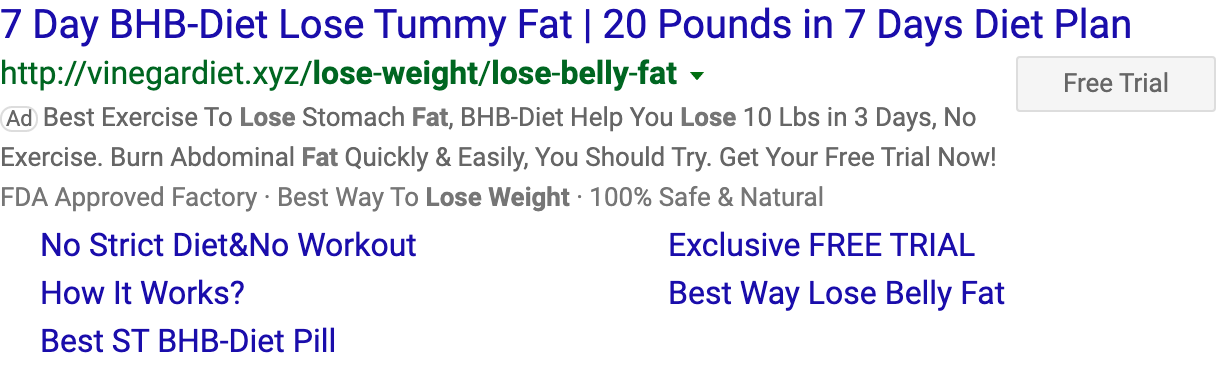 7 Day BHB-Diet Lose Tummy Fat | 20 Pounds in 7 Days Diet Plan
http://vinegardiet.xyz/lose-weight/lose-belly-fat
Free Trial
Ad Best Exercise To Lose Stomach Fat, BHB-Diet Help You Lose 10 Lbs in 3 Days, No
Exercise. Burn Abdominal Fat Quickly & Easily, You Should Try. Get Your Free Trial Now!
FDA Approved Factory · Best Way To Lose Weight · 100% Safe & Natural
No Strict Diet&No Workout
Exclusive FREE TRIAL
How It Works?
Best Way Lose Belly Fat
Best ST BHB-Diet Pill